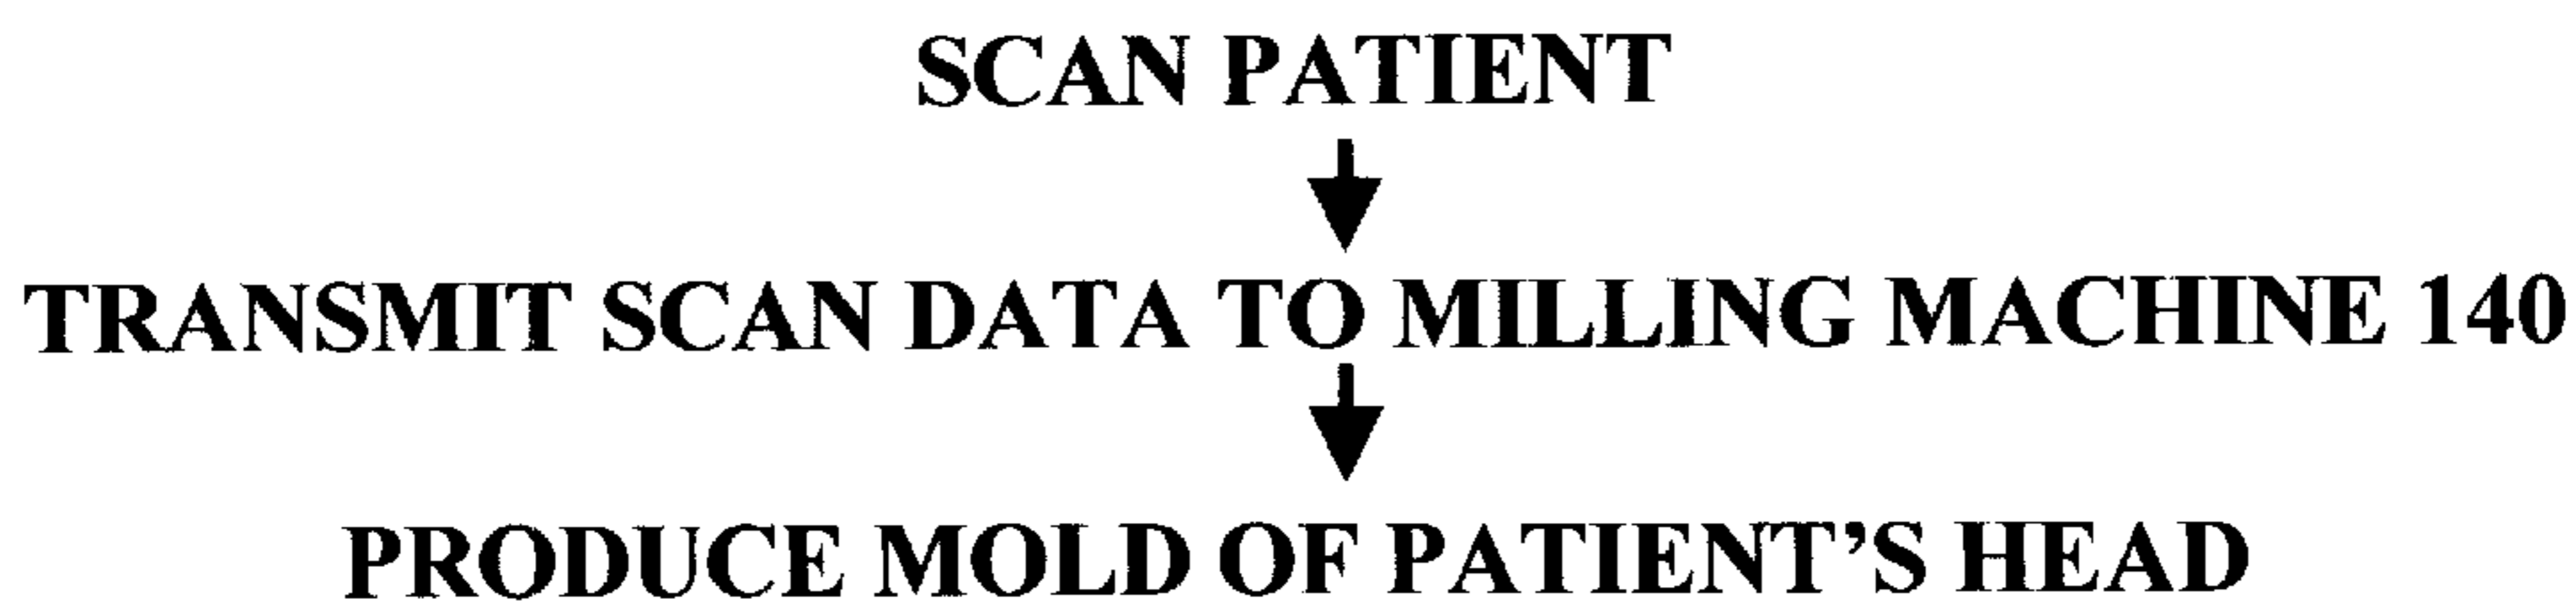 SCAN PATIENT
TRANSMIT SCAN DATA TO MILLING MACHINE 140
PRODUCE MOLD OF PATIENT’S HEAD